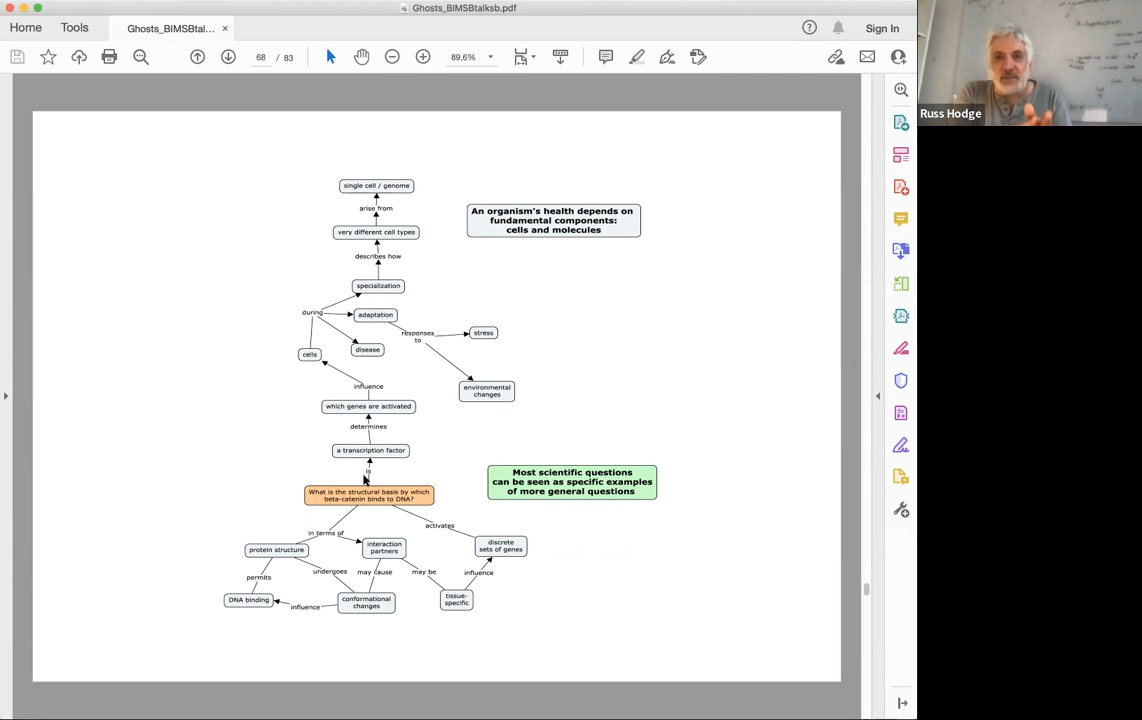 Ghosts_BIMSBtalksb.pdf
Home
Tools
Ghosts_BIMSBtal...
×
Sign In
68 / 83
89,6%
Russ Hodge
single cell / genome
arise from
very different cell types
describes how
specialization
during
adaptation
responses
to
stress
cells
disease
environmental
changes
influence
which genes are activated
determines
a transcription factor
is
What is the structural basis by which
beta-catenin binds to DNA?
in terms of
activates
protein structure
interaction
partners
discrete
sets of genes
permits
undergoes
may cause
may be
influence
DNA binding
influence
conformational
changes
tissue-
specific
An organism's health depends on
fundamental components:
cells and molecules
Most scientific questions
can be seen as specific examples
of more general questions